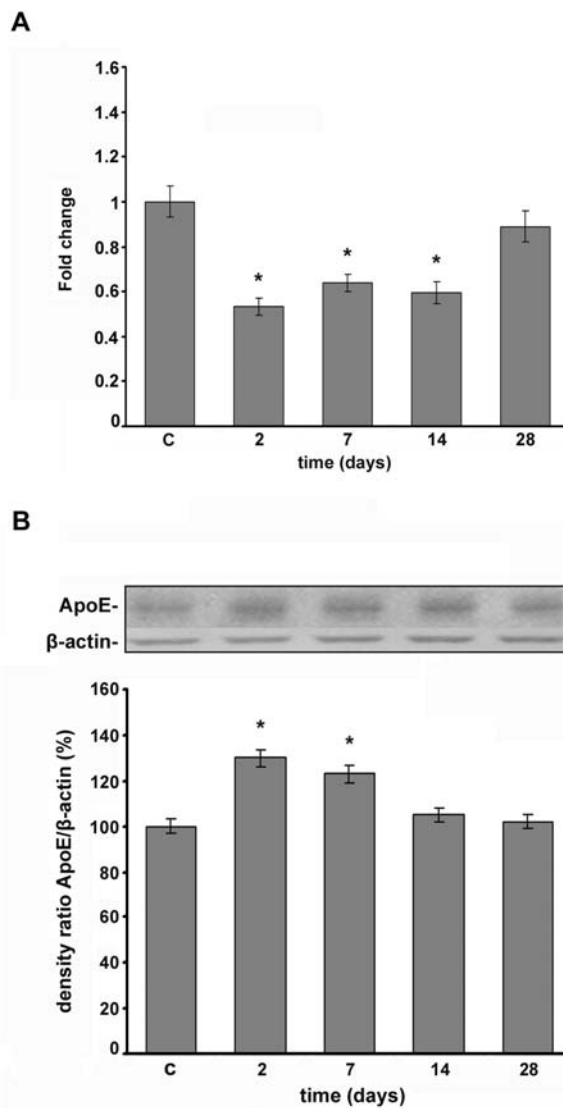 A
1.6
1.4
1.2
1
0.8
0.6
0.4
0.2
0
Fold change
* * *
C 2 7 14 28
time (days)
B
ApoE-
β-actin-
160
140
120
100
80
60
40
20
0
density ratio ApoE/β-actin (%)
* *
C 2 7 14 28
time (days)